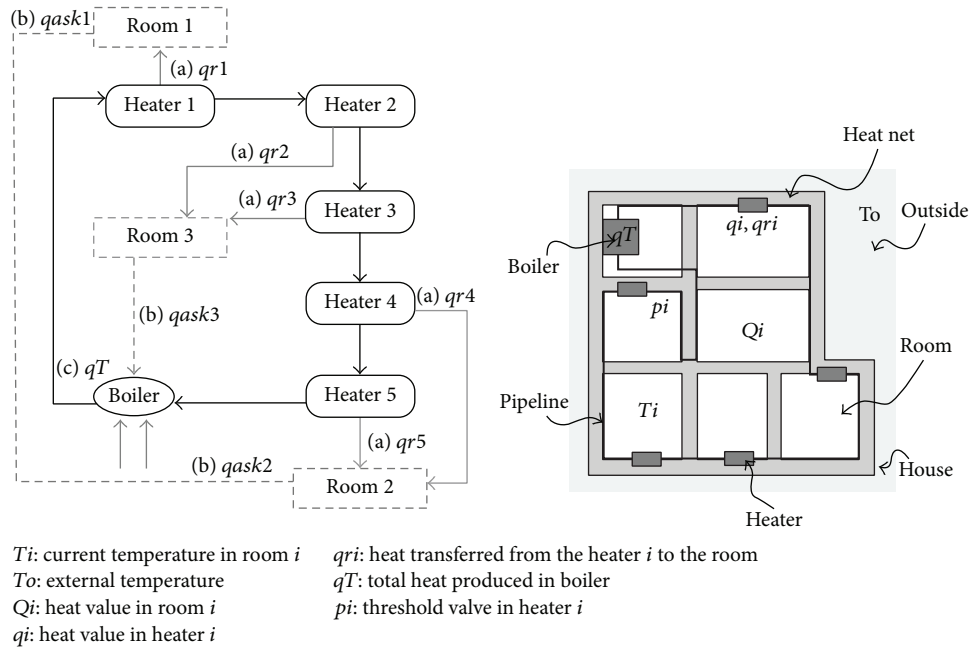 (b) qask1
Room 1
(a) qr1
Heater 1
Heater 2
(a) qr2
(a) qr3
Heater 3
Room 3
Heater 4
(a) qr4
(b) qask3
(c) qT
Boiler
Heater 5
(a) qr5
(b) qask2
Room 2
Heat net
To
Outside
qi, qri
qT
Boiler
pi
Qi
Room
Pipeline
Ti
House
Heater
Ti: current temperature in room i
To: external temperature
Qi: heat value in room i
qi: heat value in heater i
qri: heat transferred from the heater i to the room
qT: total heat produced in boiler
pi: threshold valve in heater i